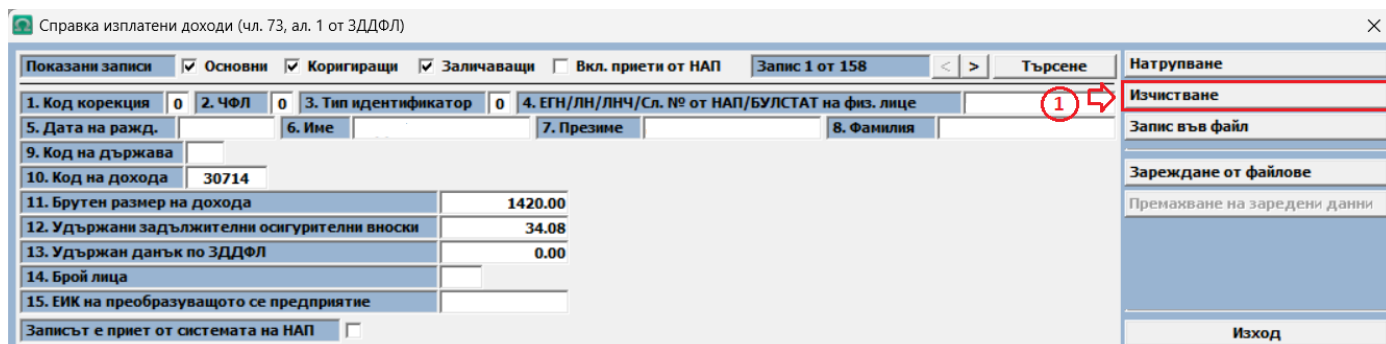 Справка изплатени доходи (чл. 73, ал. 1 от ЗДДФЛ)
Показани записи Основни Коригиращи Заличаващи Вкл. приети от НАП Запис 1 от 158 < > Търсене
Натрупване
1. Код корекция 0 2. ЧФЛ 0 3. Тип идентификатор 0 4. ЕГН/ЛН/ЛНЧ/Сл. № от НАП/БУЛСТАТ на физ. лице
1
Изчистване
5. Дата на ражд. 6. Име 7. Презиме 8. Фамилия
Запис във файл
9. Код на държава
10. Код на дохода 30714
Зареждане от файлове
11. Брутен размер на дохода 1420.00
Премахване на заредени данни
12. Удържани задължителни осигурителни вноски 34.08
13. Удържан данък по ЗДДФЛ 0.00
14. Брой лица
15. ЕИК на преобразуващото се предприятие
Записът е приет от системата на НАП
Изход